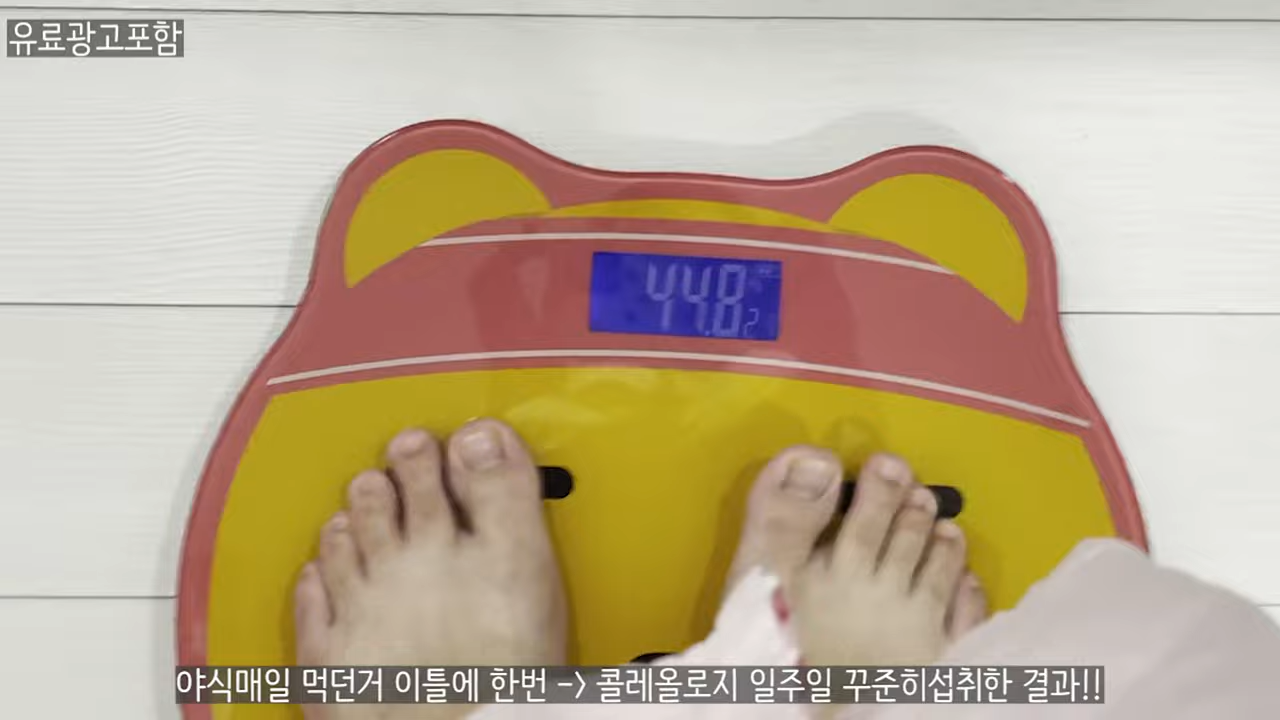 유료광고포함
44.82
야식매일 먹던거 이틀에 한번 -> 콜레올로지 일주일 꾸준히섭취한 결과!!